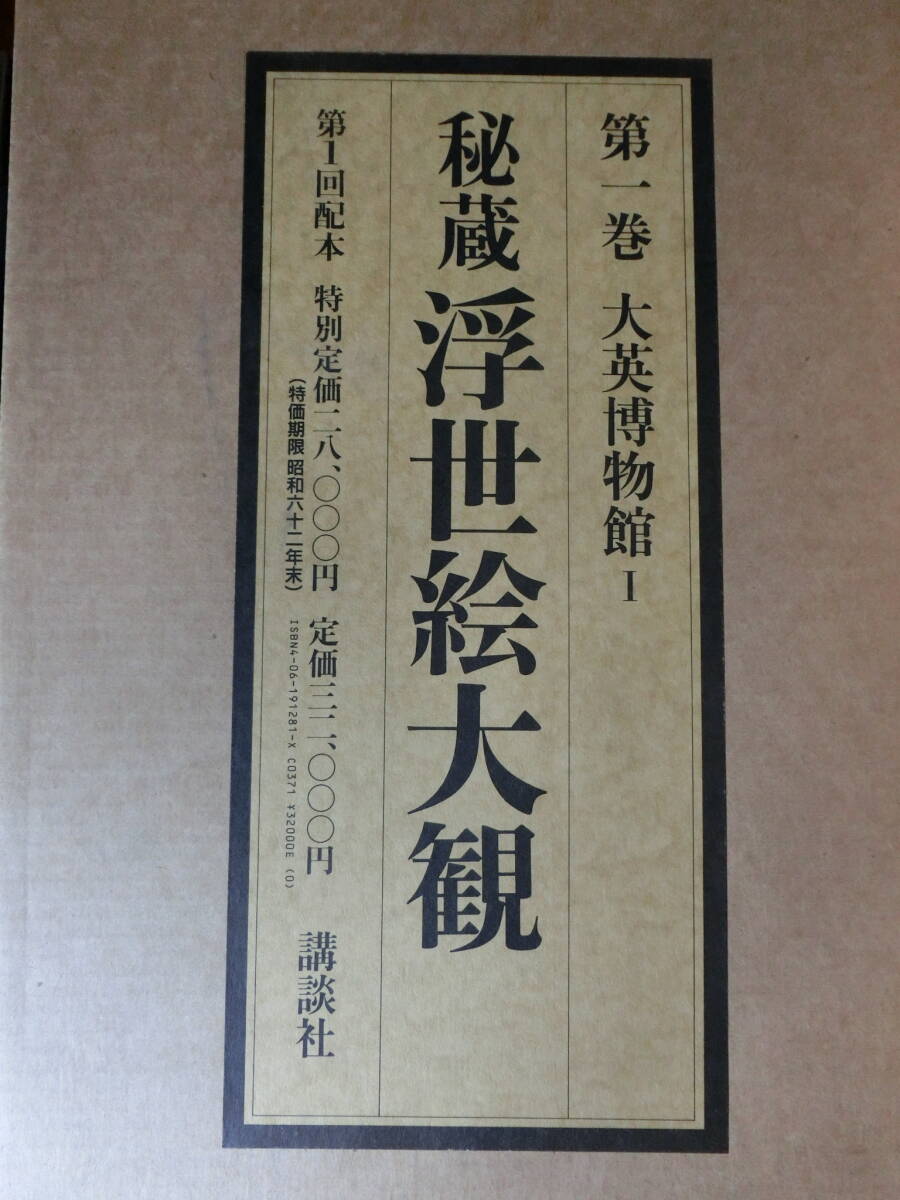 第一巻 大英博物館Ⅰ
秘蔵浮世絵大観
第1回配本 特別定価二八、〇〇〇円 定価三二、〇〇〇円 講談社
(特価期限 昭和六十二年末)
ISBN4-06-191281-X C0371 ¥32000E (0)